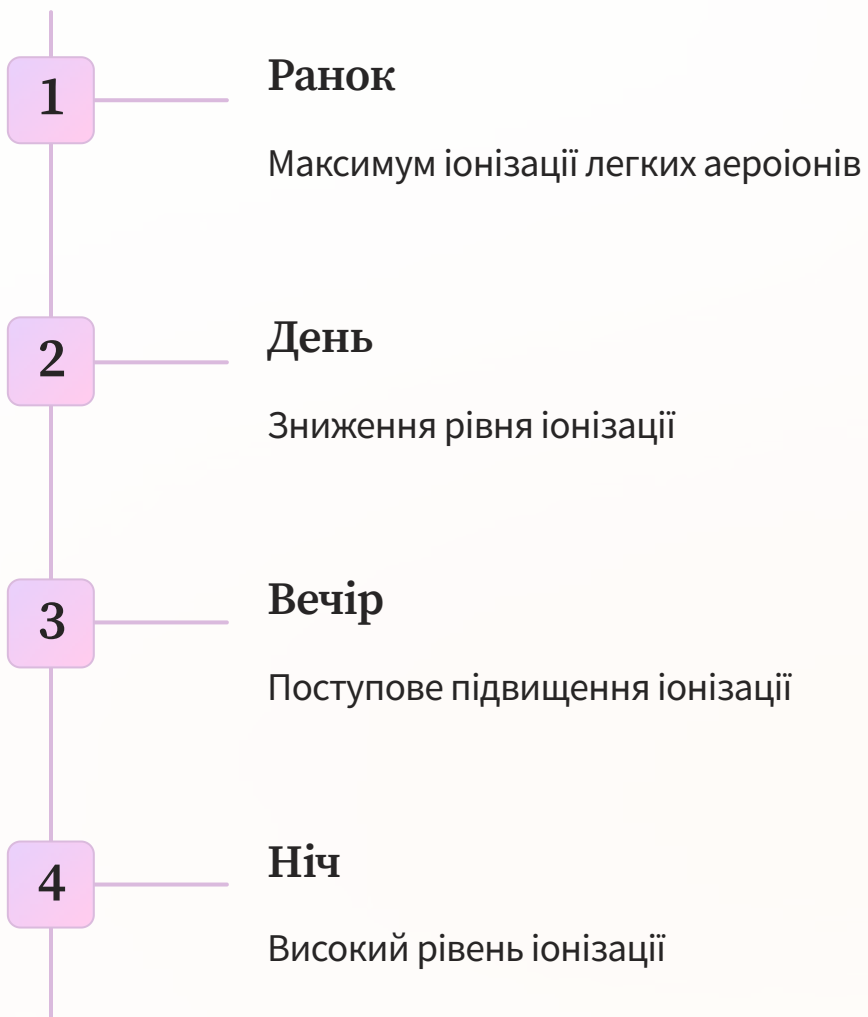 1
Ранок
Максимум іонізації легких аероіонів
2
День
Зниження рівня іонізації
3
Вечір
Поступове підвищення іонізації
4
Ніч
Високий рівень іонізації